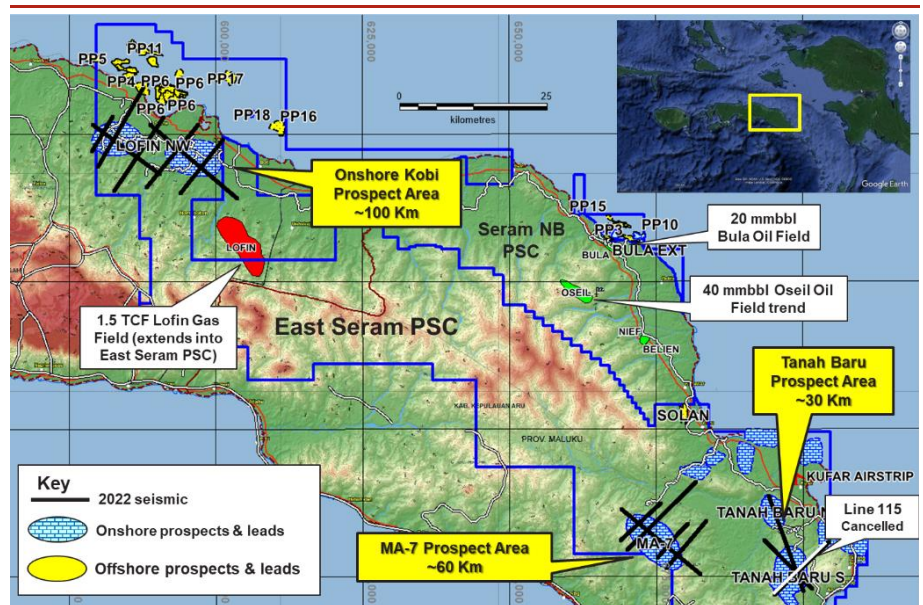 600,000
625,000
650,000
PP11
PP5
PP4
PP6
PP6
PP6
PP6
PP17
PP18
PP16
25
kilometres
LOFIN NW
Onshore Kobi
Prospect Area
~100 Km
Google Earth
PP15
PP3
PP10
BULA
BULA EXT
20 mmbbl
Bula Oil Field
Seram NB
PSC
LOFIN
OSEIL
40 mmbbl Oseil Oil
Field trend
1.5 TCF Lofin Gas
Field (extends into
East Seram PSC)
East Seram PSC
NIEF
BELIEN
Tanah Baru
Prospect Area
~30 Km
KAB. KEPULAUAN ARU
SOLAN
PROV. MALUKU
KUFAR AIRSTRIP
Key
2022 seismic
Onshore prospects & leads
Offshore prospects & leads
TANAH BARU N
Line 115
Cancelled
MA-7
MA-7 Prospect Area
~60 Km
TANAH BARU S